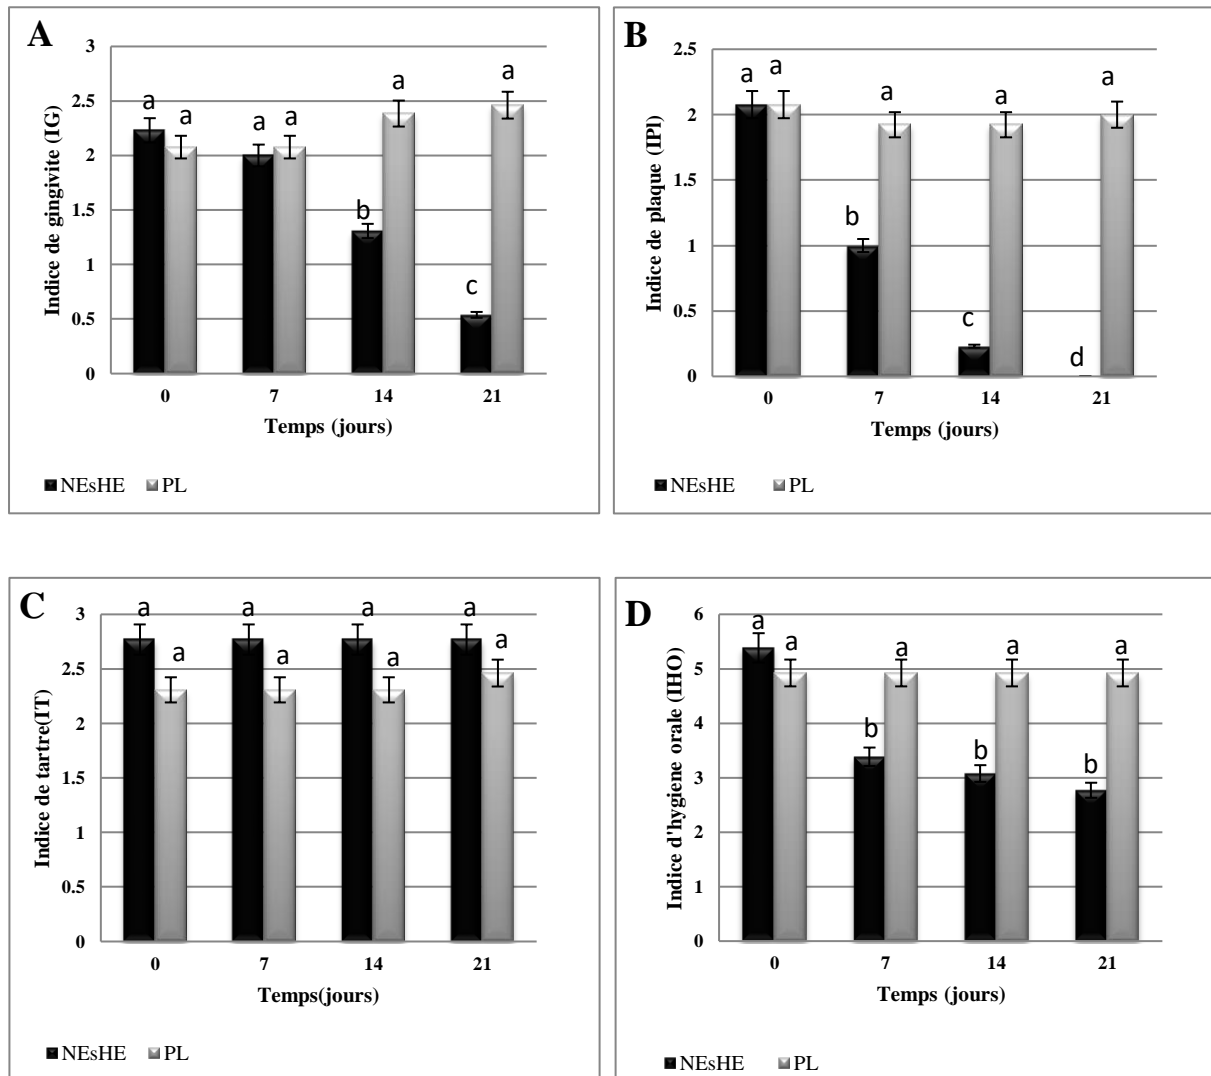 A
Indice de gingivite (IG)
3
2.5
2
1.5
1
0.5
0
a a a a b a c a
0 7 14 21
Temps (jours)
NEsHE PL
B
Indice de plaque (IPl)
2.5
2
1.5
1
0.5
0
a a b a c a d a
0 7 14 21
Temps (jours)
NEsHE PL
C
Indice de tartre(IT)
3
2.5
2
1.5
1
0.5
0
a a a a a a a a
0 7 14 21
Temps(jours)
NEsHE PL
D
Indice d'hygiene orale (IHO)
6
5
4
3
2
1
0
a a b a b a b a
0 7 14 21
Temps (jours)
NEsHE PL